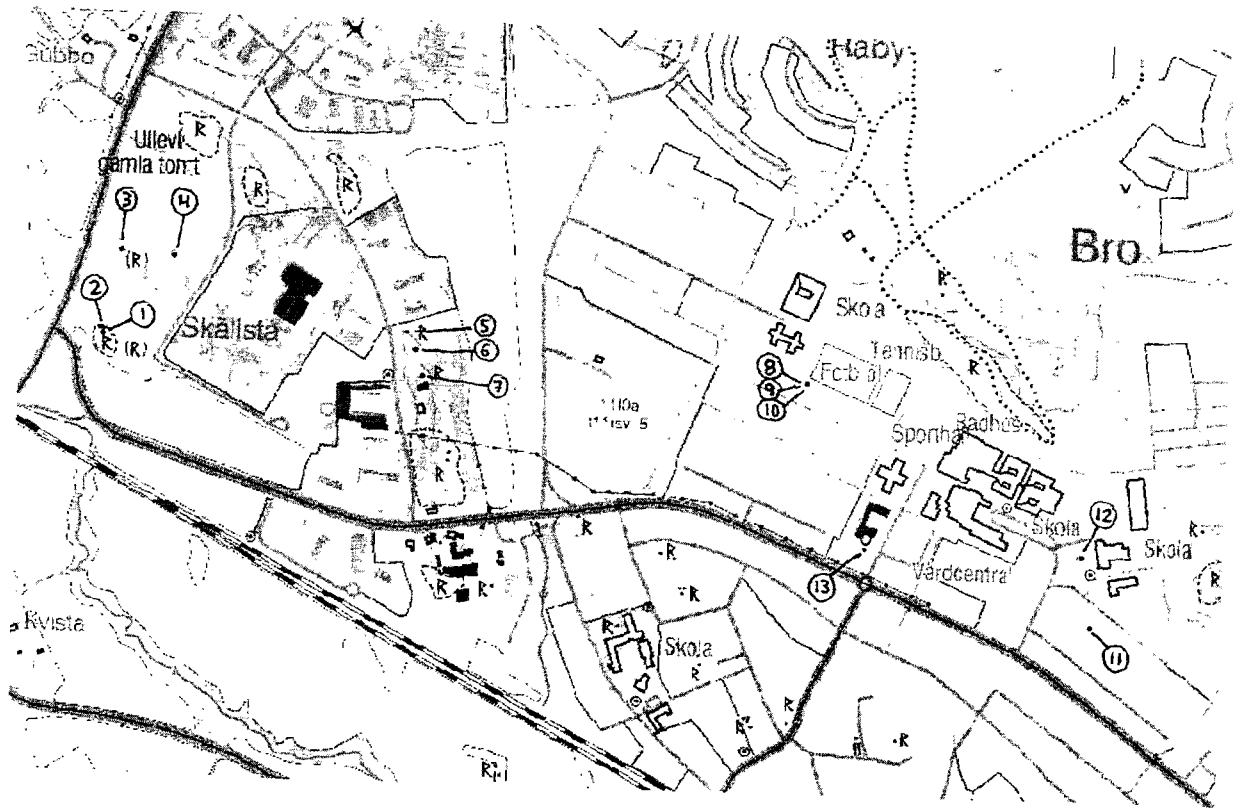 Gubbo
Råby
Ullevi
gamla tomt
R
R
R
3
4
(R)
2
1
R
(R)
Skällsta
Bro
R
Skola
R
5
6
R
7
Tennisb
Fotboll
8
9
10
R
Sporthall
Badhus
R
Skola
12
Skola
R
R
R
R
R
13
Vårdcentral
R
Kvista
R
Skola
R
11
R
R
R
R